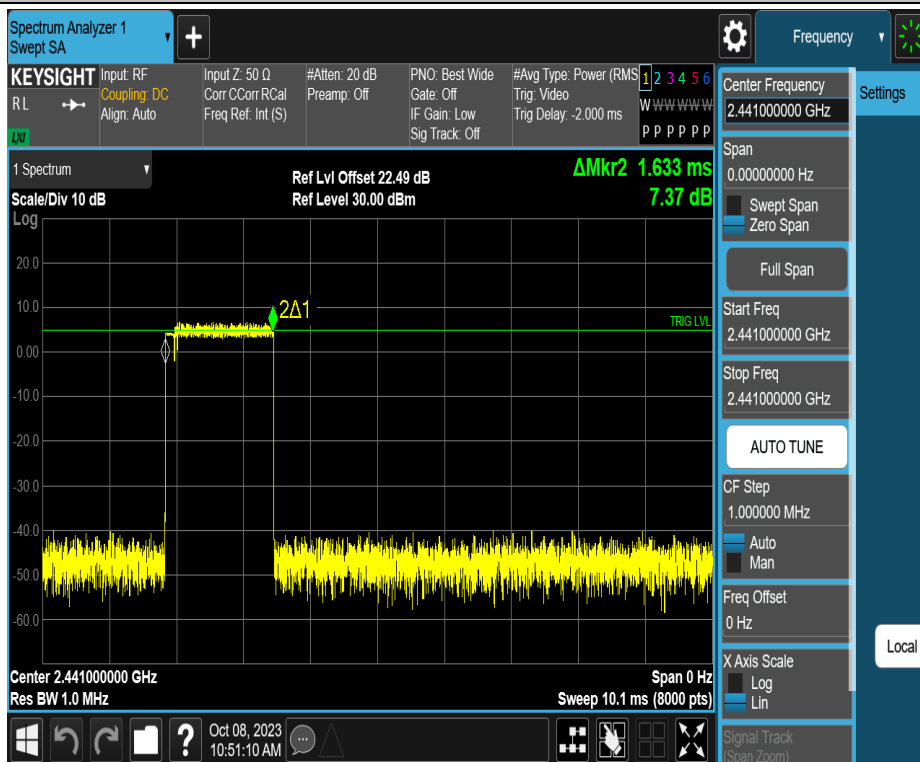 Spectrum Analyzer 1
Swept SA
+
Frequency
KEYSIGHT
RL
LXI
Input: RF
Coupling: DC
Align: Auto
Input Z: 50 Ω
Corr CCorr RCal
Freq Ref: Int (S)
#Atten: 20 dB
Preamp: Off
PNO: Best Wide
Gate: Off
IF Gain: Low
Sig Track: Off
#Avg Type: Power (RMS
Trig: Video
Trig Delay: -2.000 ms
1 2 3 4 5 6
W W W W W W
P P P P P P
1 Spectrum
Scale/Div 10 dB
Log
Ref Lvl Offset 22.49 dB
Ref Level 30.00 dBm
ΔMkr2 1.633 ms
7.37 dB
20.0
10.0
0.00
-10.0
-20.0
-30.0
-40.0
-50.0
-60.0
2Δ1
TRIG LVL
Center 2.441000000 GHz
Res BW 1.0 MHz
Span 0 Hz
Sweep 10.1 ms (8000 pts)
Center Frequency
2.441000000 GHz
Span
0.00000000 Hz
Swept Span
Zero Span
Full Span
Start Freq
2.441000000 GHz
Stop Freq
2.441000000 GHz
AUTO TUNE
CF Step
1.000000 MHz
Auto
Man
Freq Offset
0 Hz
X Axis Scale
Log
Lin
Signal Track
(Span Zoom)
Settings
Local
?
Oct 08, 2023
10:51:10 AM